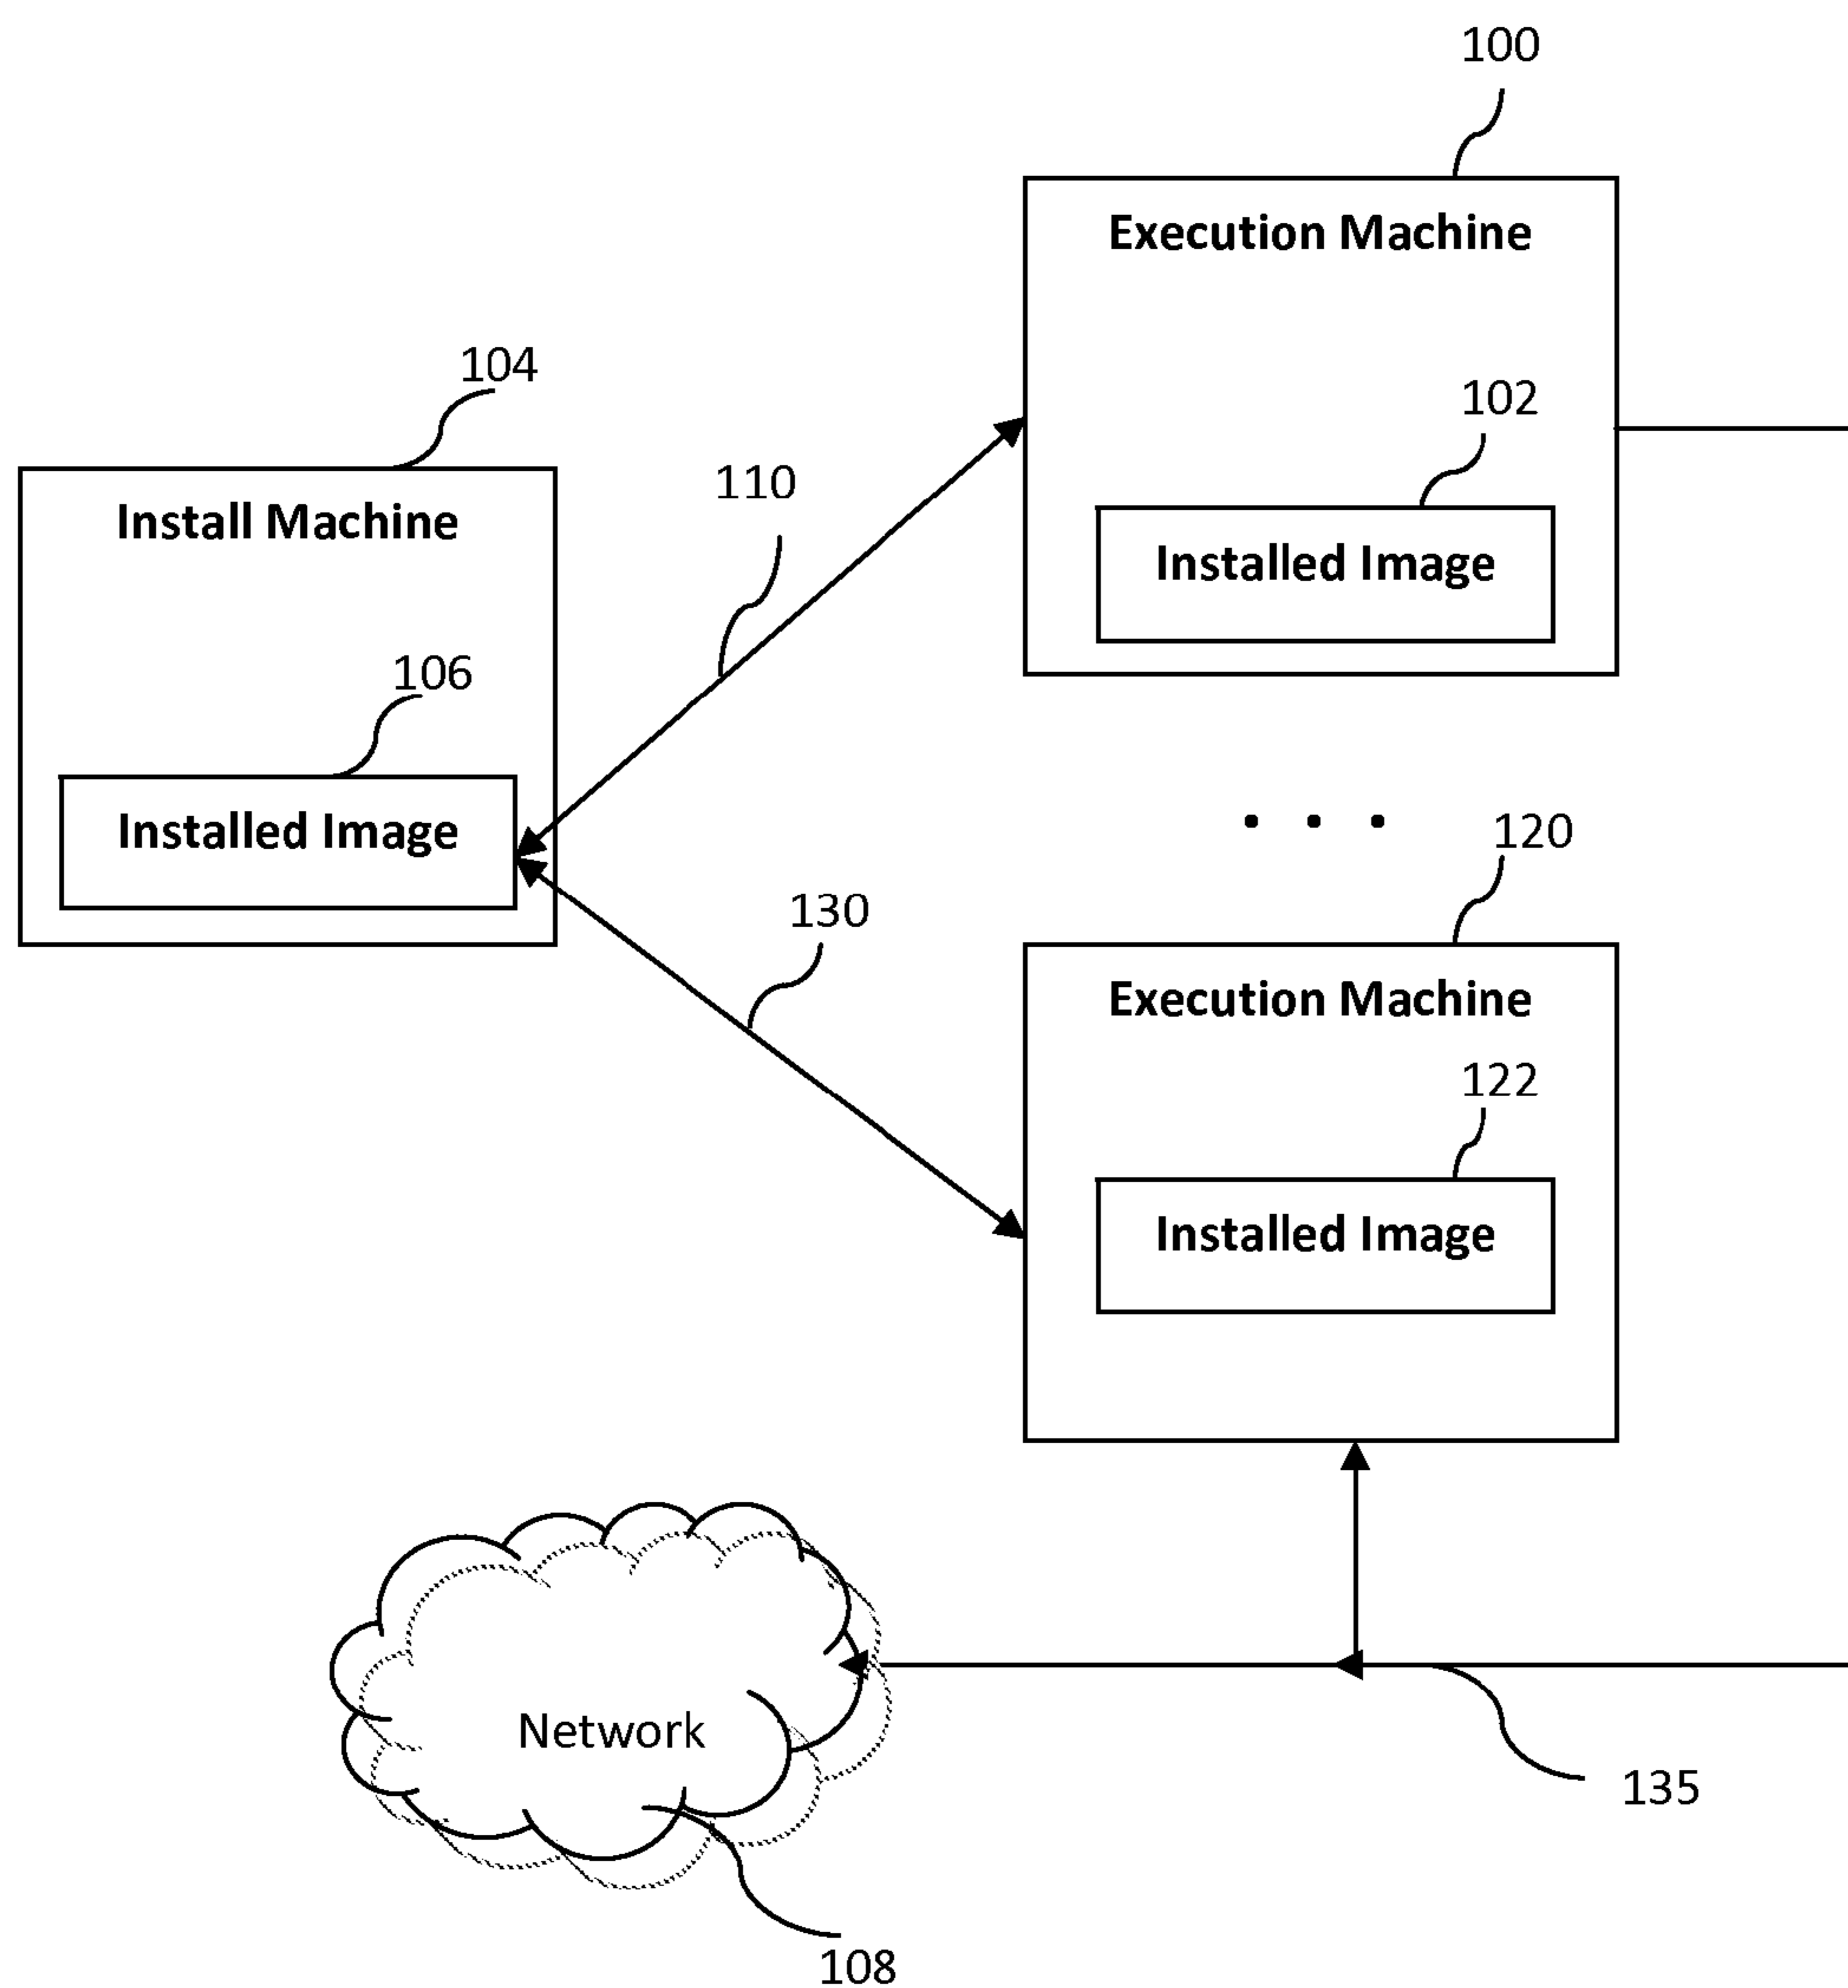 100
Execution Machine
104
102
110
Install Machine
Installed Image
106
Installed Image
120
130
Execution Machine
122
Installed Image
Network
135
108